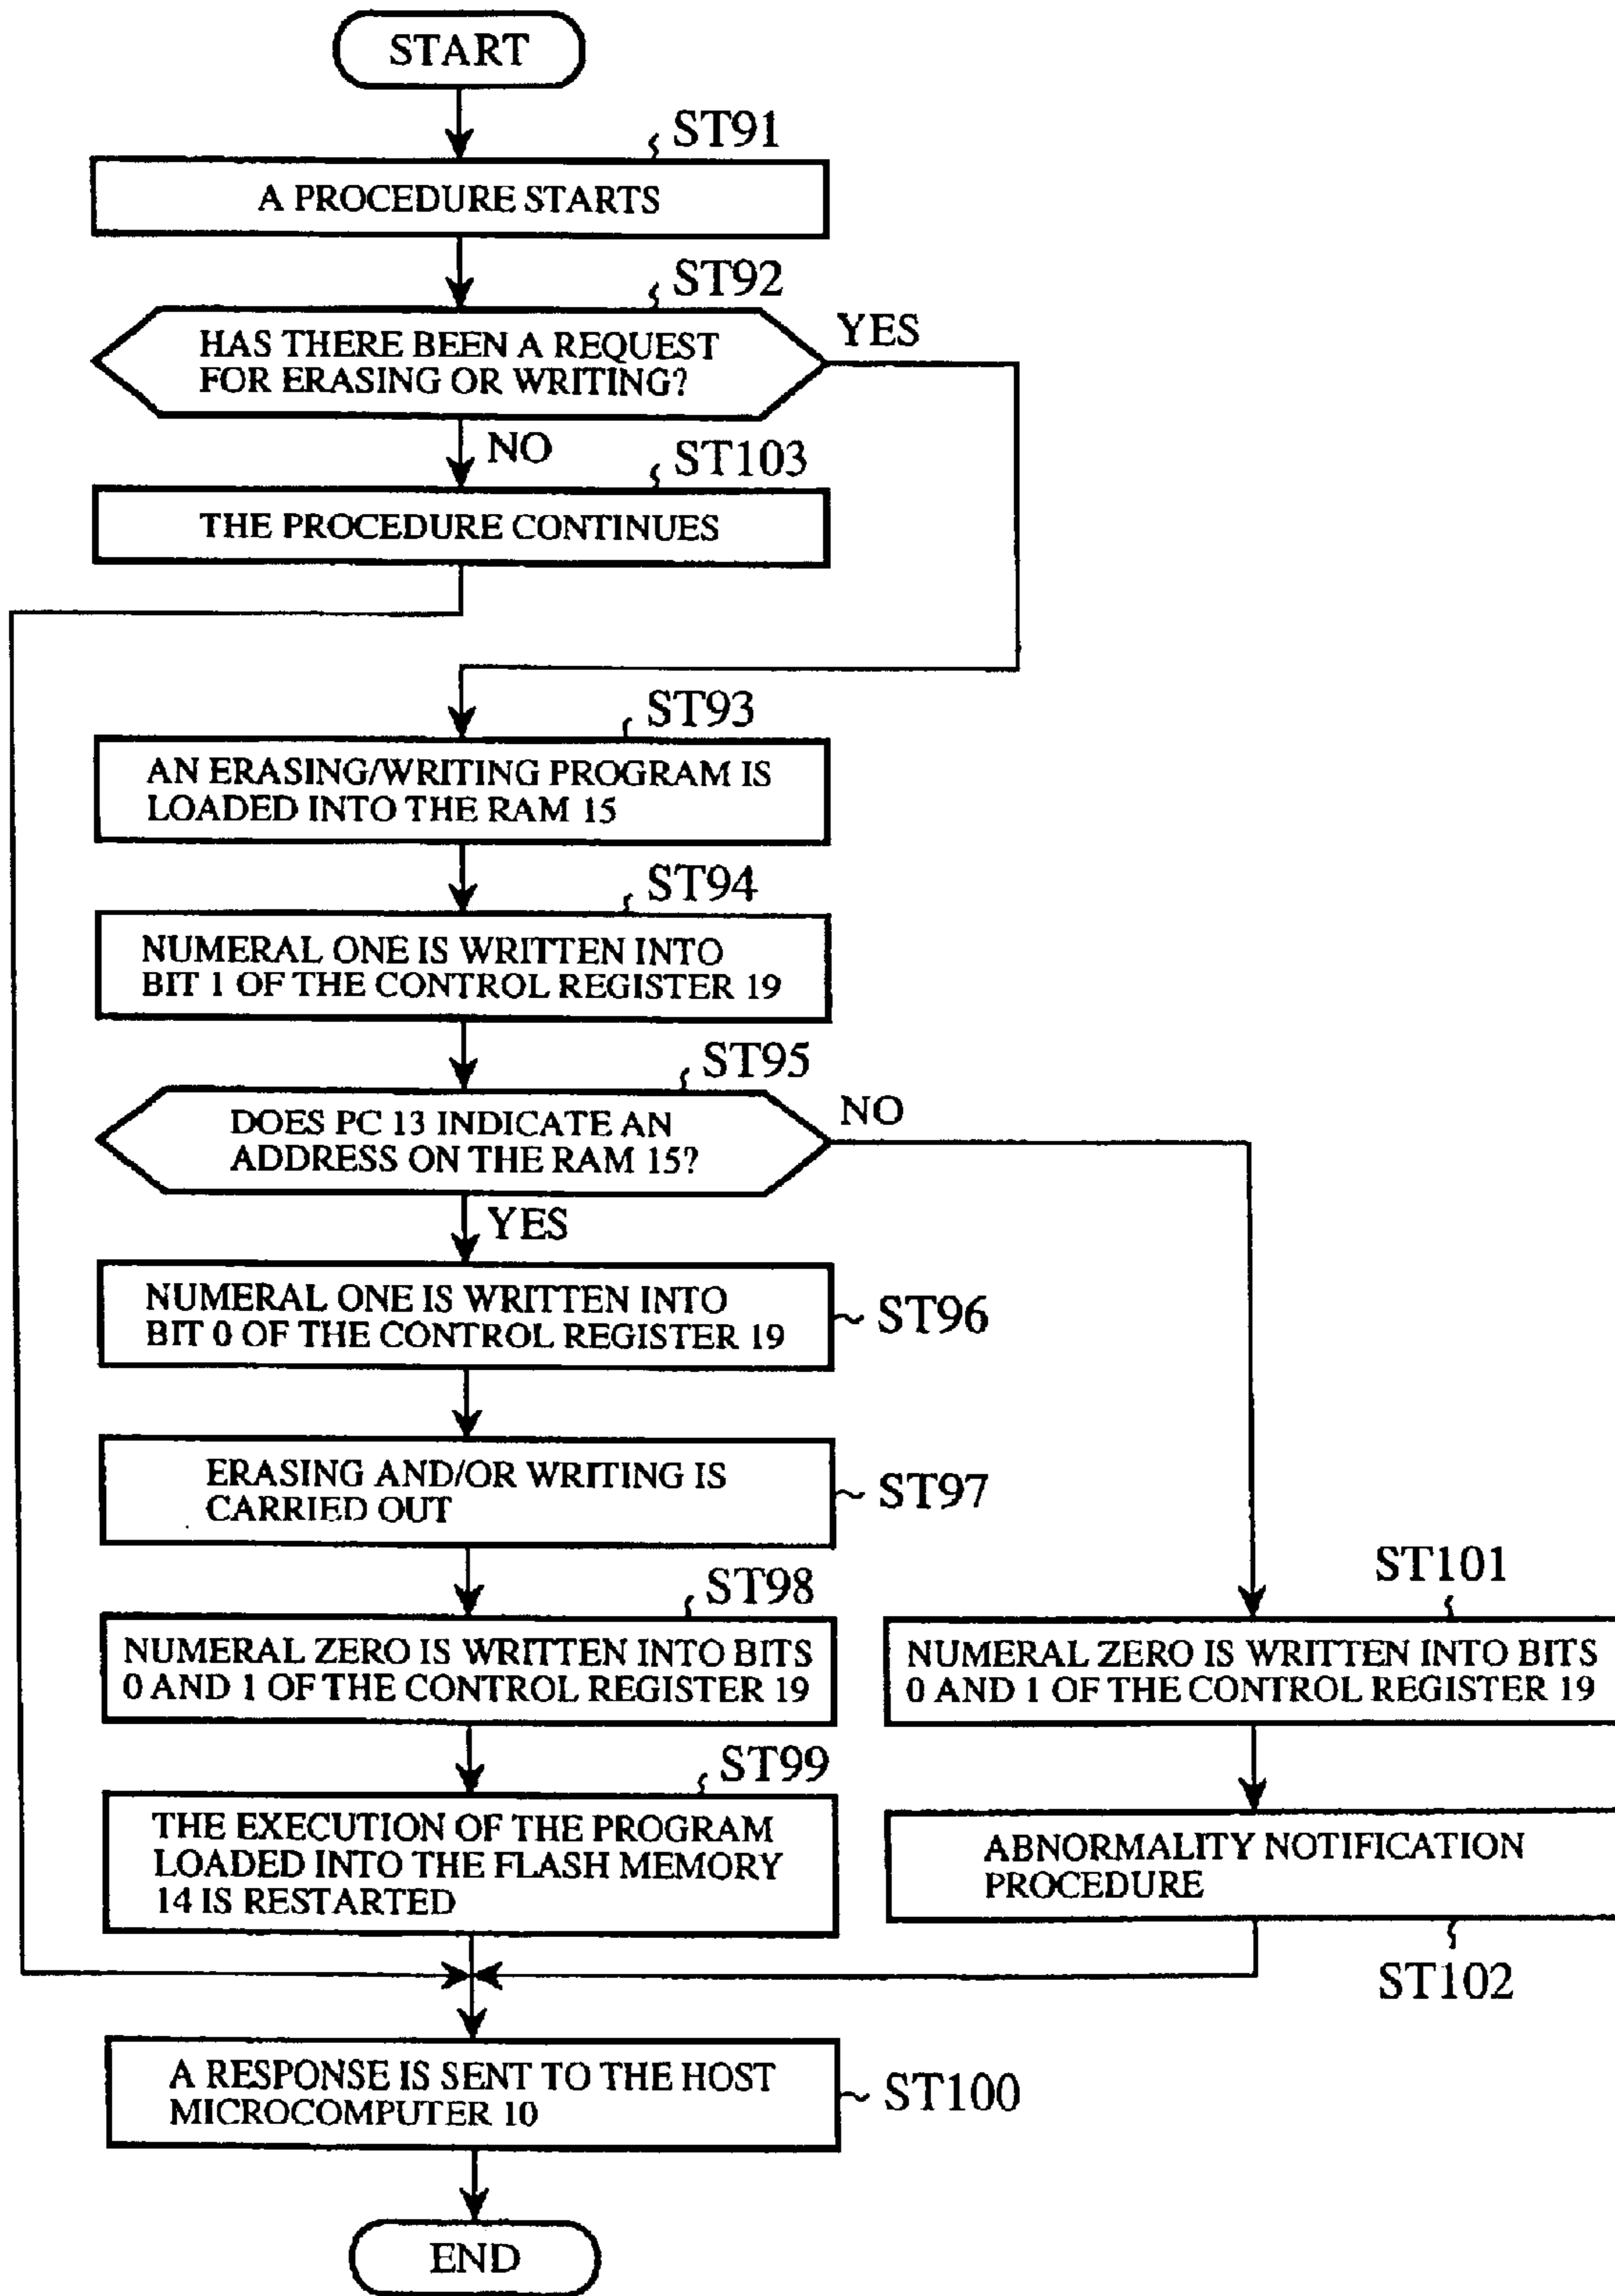 START
ST91
A PROCEDURE STARTS
ST92
HAS THERE BEEN A REQUEST
FOR ERASING OR WRITING?
YES
NO
ST103
THE PROCEDURE CONTINUES
ST93
AN ERASING/WRITING PROGRAM IS
LOADED INTO THE RAM 15
ST94
NUMERAL ONE IS WRITTEN INTO
BIT 1 OF THE CONTROL REGISTER 19
ST95
DOES PC 13 INDICATE AN
ADDRESS ON THE RAM 15?
NO
YES
NUMERAL ONE IS WRITTEN INTO
BIT 0 OF THE CONTROL REGISTER 19
ST96
ERASING AND/OR WRITING IS
CARRIED OUT
ST97
ST98
NUMERAL ZERO IS WRITTEN INTO BITS
0 AND 1 OF THE CONTROL REGISTER 19
ST101
NUMERAL ZERO IS WRITTEN INTO BITS
0 AND 1 OF THE CONTROL REGISTER 19
ST99
THE EXECUTION OF THE PROGRAM
LOADED INTO THE FLASH MEMORY
14 IS RESTARTED
ABNORMALITY NOTIFICATION
PROCEDURE
ST102
A RESPONSE IS SENT TO THE HOST
MICROCOMPUTER 10
ST100
END